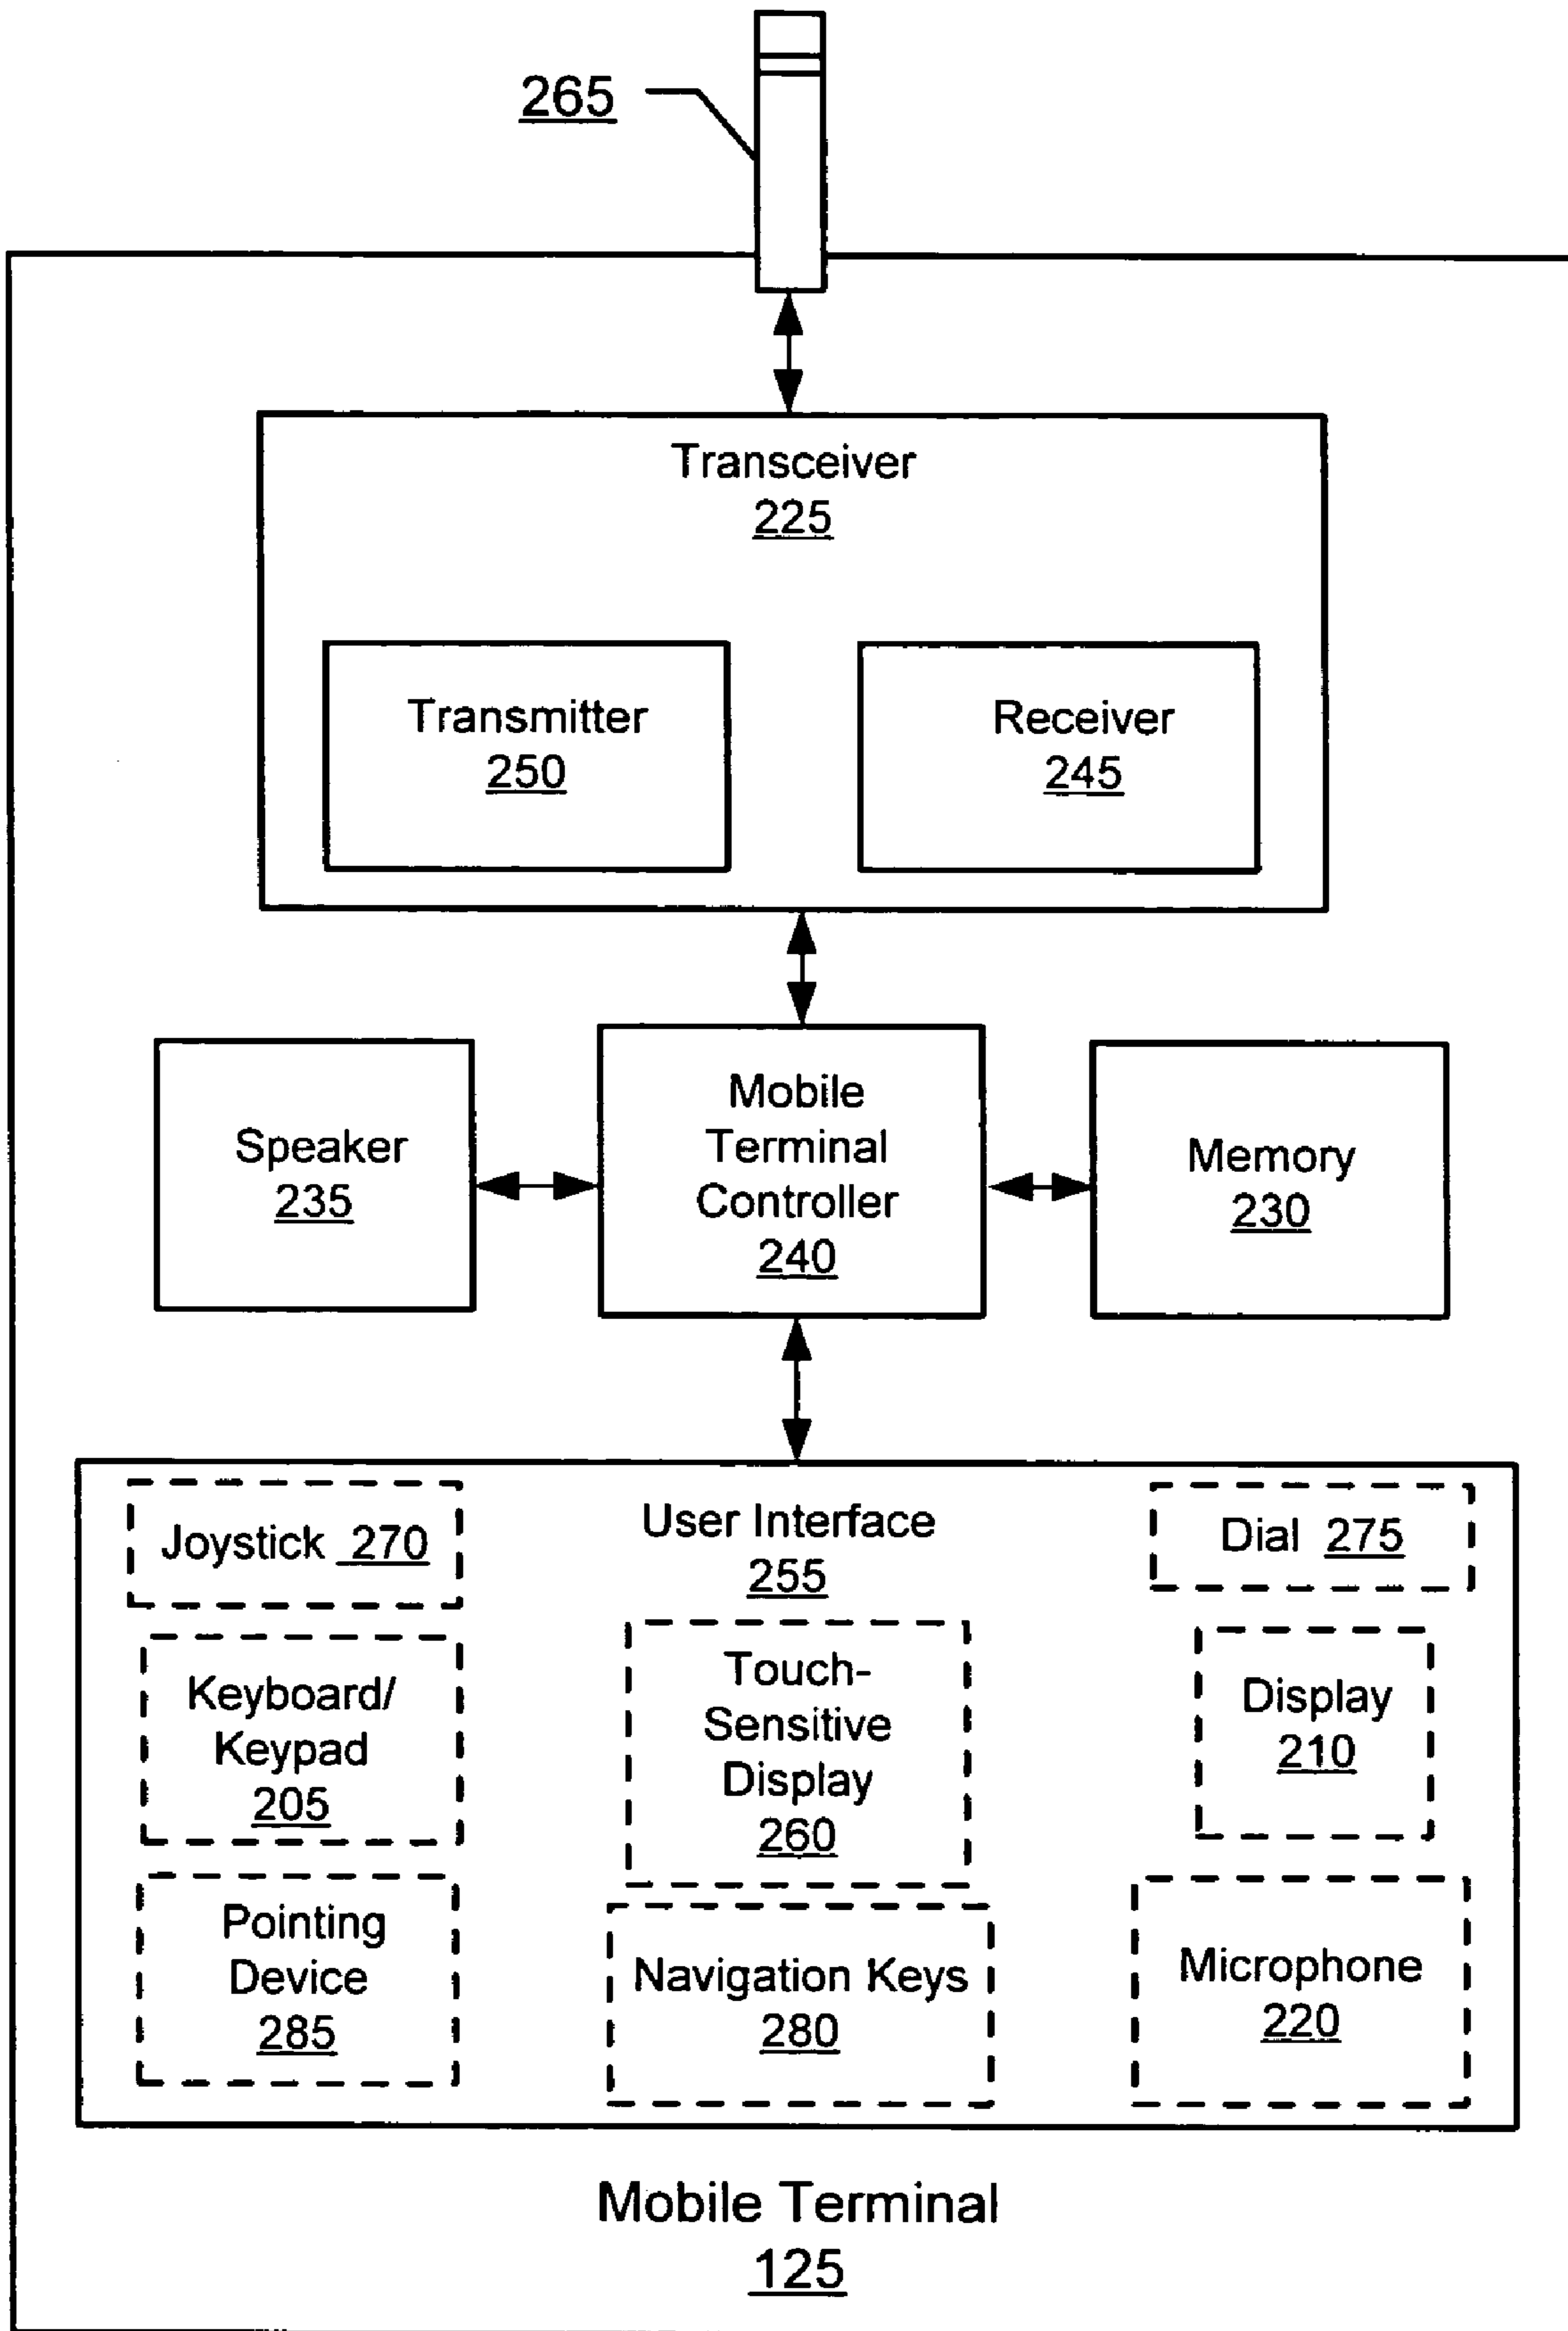 265
Transceiver
225
Transmitter
250
Receiver
245
Speaker
235
Mobile
Terminal
Controller
240
Memory
230
User Interface
255
Joystick 270
Dial 275
Keyboard/
Keypad
205
Touch-
Sensitive
Display
260
Display
210
Pointing
Device
285
Navigation Keys
280
Microphone
220
Mobile Terminal
125